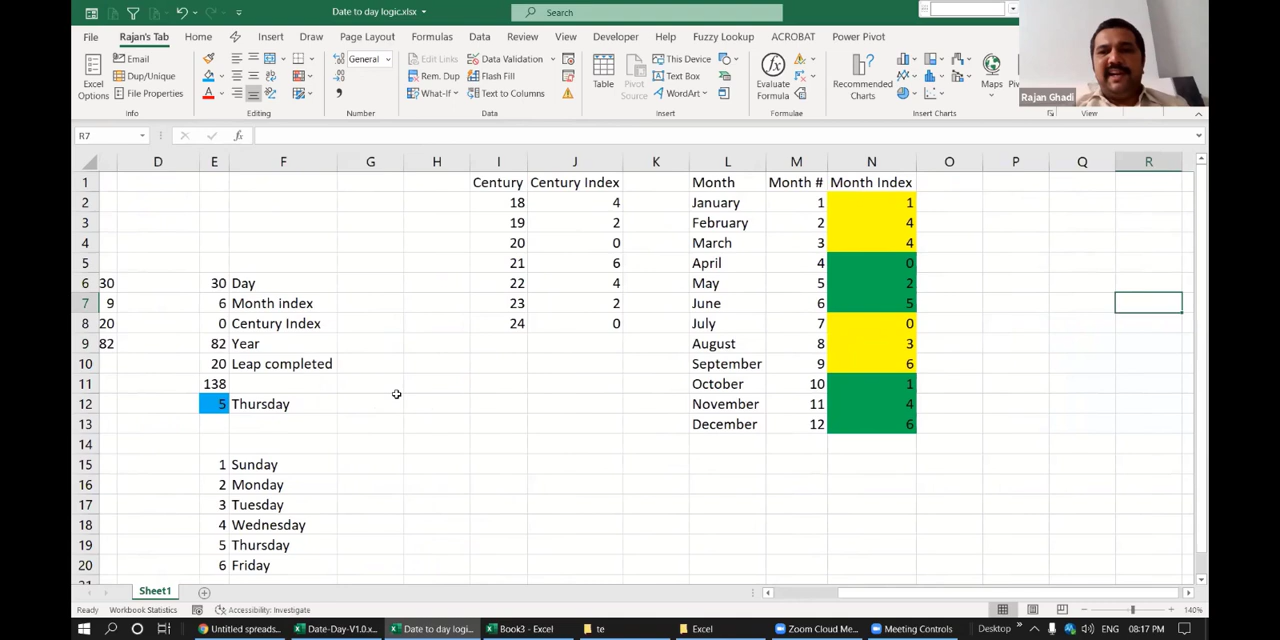 Date to day logic.xlsx
Search
File Rajan's Tab Home Insert Draw Page Layout Formulas Data Review View Developer Help Fuzzy Lookup ACROBAT Power Pivot
Excel Options
Email
Dup/Unique
File Properties
Info
Editing
General
Number
Edit Links
Rem. Dup
What-If
Data Validation
Flash Fill
Text to Columns
Data
Table
Pivot Source
This Device
Text Box
WordArt
Insert
Evaluate Formula
Formulae
Recommended Charts
Maps
Insert Charts
View
Rajan Ghadi
R7
fx
D E F G H I J K L M N O P Q R
1 Century Century Index Month Month # Month Index
2 18 4 January 1 1
3 19 2 February 2 4
4 20 0 March 3 4
5 21 6 April 4 0
6 30 30 Day 22 4 May 5 2
7 9 6 Month index 23 2 June 6 5
8 20 0 Century Index 24 0 July 7 0
9 82 82 Year August 8 3
10 20 Leap completed September 9 6
11 138 October 10 1
12 5 Thursday November 11 4
13 December 12 6
14
15 1 Sunday
16 2 Monday
17 3 Tuesday
18 4 Wednesday
19 5 Thursday
20 6 Friday
Sheet1
Ready Workbook Statistics Accessibility: Investigate 140%
Untitled spreads... Date-Day-V1.0.x... Date to day logi... Book3 - Excel te Excel Zoom Cloud Me... Meeting Controls Desktop ENG 08:17 PM